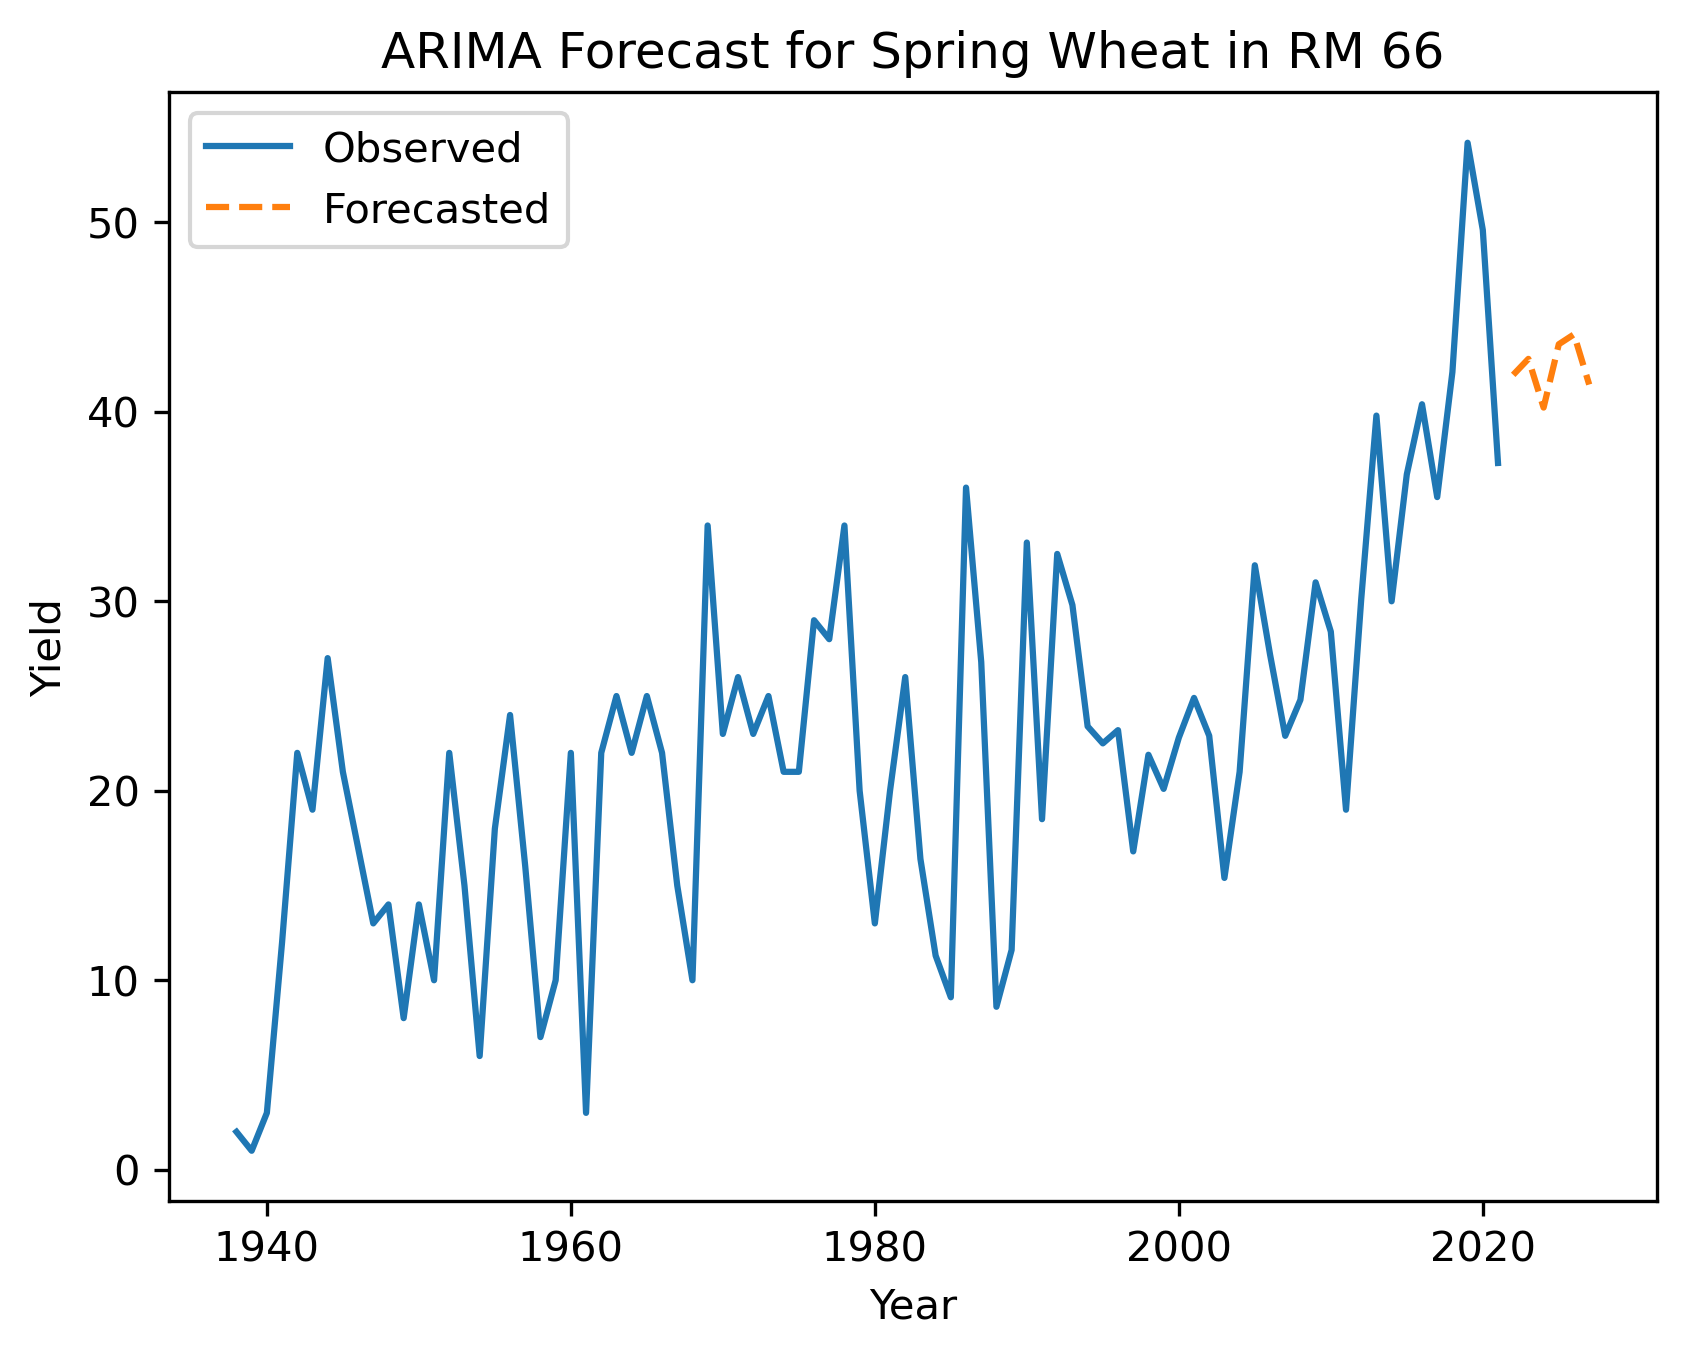 ARIMA Forecast for Spring Wheat in RM 66
Observed
Forecasted
50
40
30
20
10
0
Yield
1940 1960 1980 2000 2020
Year